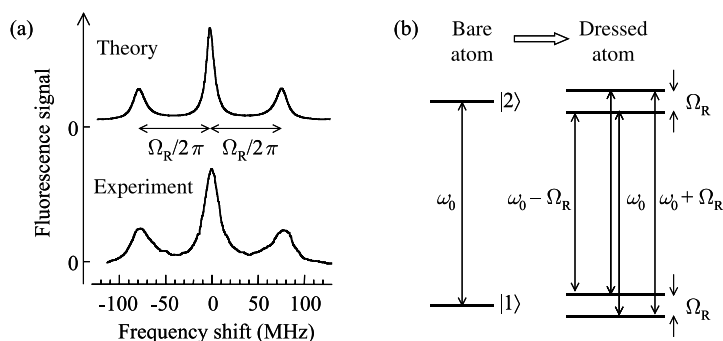 (a)
Theory
Fluorescence signal
0
Ω_R/2π Ω_R/2π
Experiment
0
-100 -50 0 50 100
Frequency shift (MHz)
(b)
Bare atom
Dressed atom
|2⟩
Ω_R
ω_0
ω_0 − Ω_R
ω_0
ω_0 + Ω_R
|1⟩
Ω_R